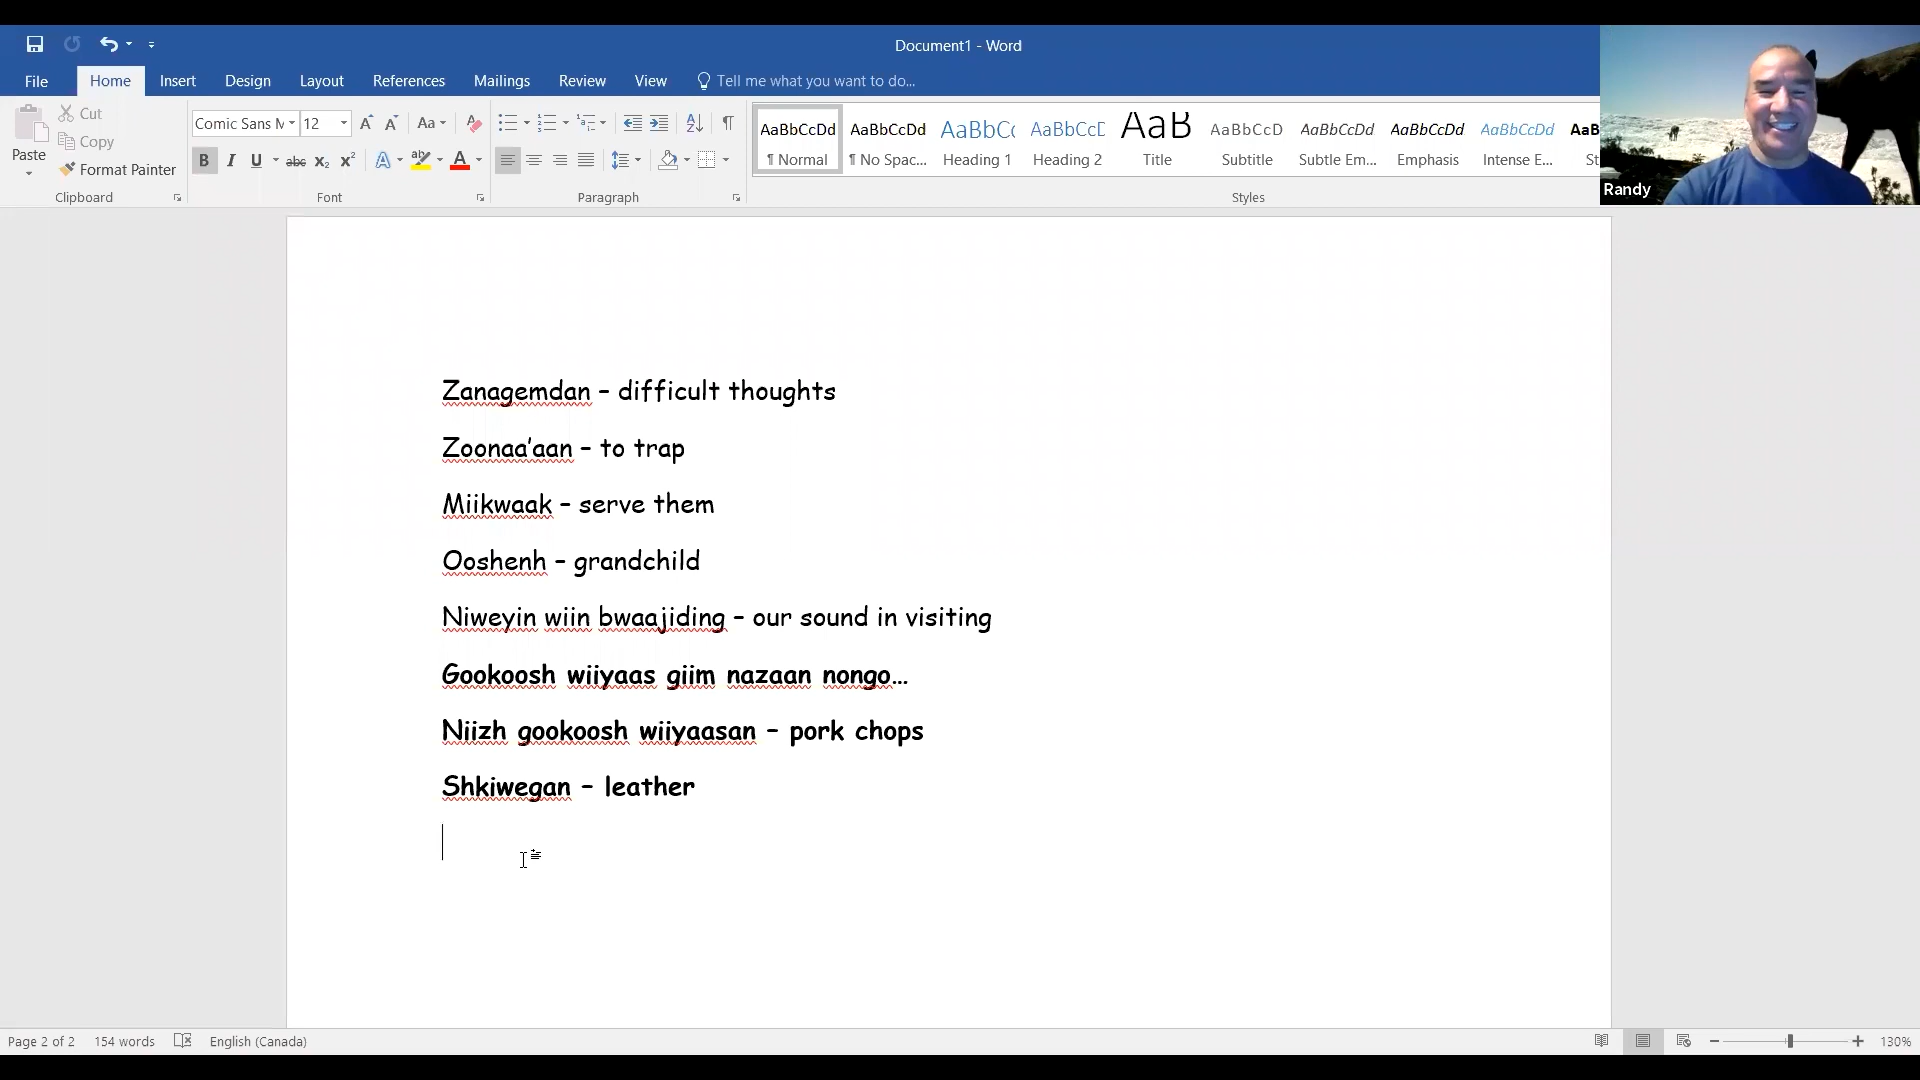 Document1 - Word
File Home Insert Design Layout References Mailings Review View Tell me what you want to do...
Paste
Cut
Copy
Format Painter
Clipboard
Comic Sans M 12
Font
Paragraph
AaBbCcDd AaBbCcDd AaBbCc AaBbCcD AaB AaBbCcD AaBbCcDd AaBbCcDd AaBbCcDd AaBb
¶ Normal ¶ No Spac... Heading 1 Heading 2 Title Subtitle Subtle Em... Emphasis Intense E... St
Styles
Randy
Zanagemdan – difficult thoughts
Zoonaa’aan – to trap
Miikwaak – serve them
Ooshenh – grandchild
Niweyin wiin bwaajiding – our sound in visiting
Gookoosh wiiyaas giim nazaan nongo…
Niizh gookoosh wiiyaasan – pork chops
Shkiwegan – leather
Page 2 of 2 154 words English (Canada) 130%